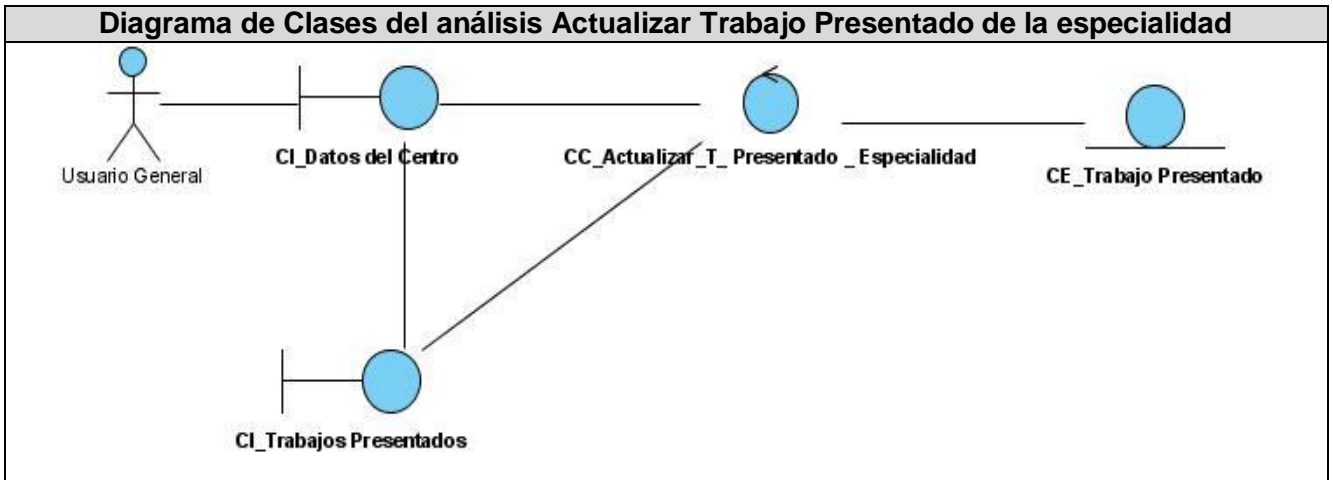 Diagrama de Clases del análisis Actualizar Trabajo Presentado de la especialidad
Usuario General
CI_Datos del Centro
CC_Actualizar_T_ Presentado _ Especialidad
CE_Trabajo Presentado
CI_Trabajos Presentados